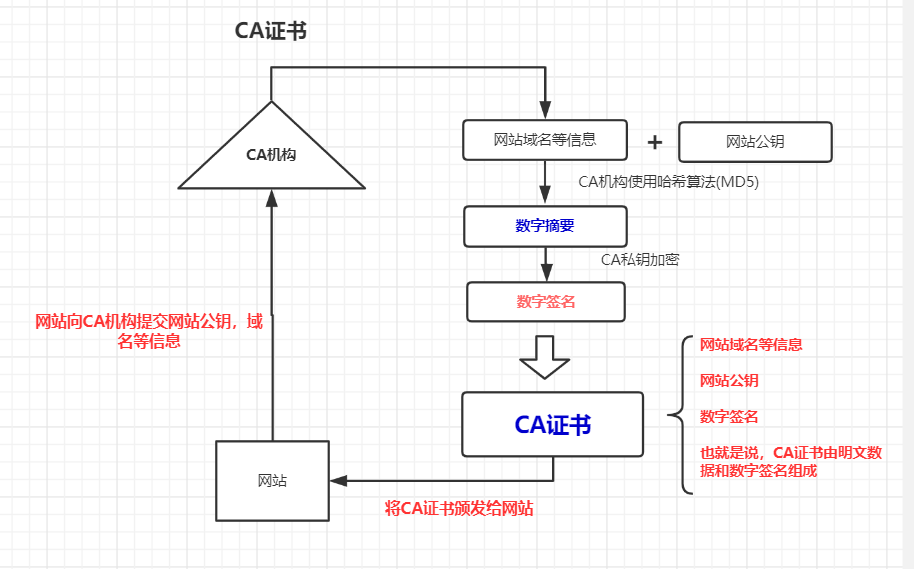 CA证书
CA机构
网站域名等信息
+
网站公钥
CA机构使用哈希算法(MD5)
数字摘要
CA私钥加密
数字签名
网站向CA机构提交网站公钥，域
名等信息
CA证书
网站域名等信息
网站公钥
数字签名
也就是说，CA证书由明文数
据和数字签名组成
网站
将CA证书颁发给网站